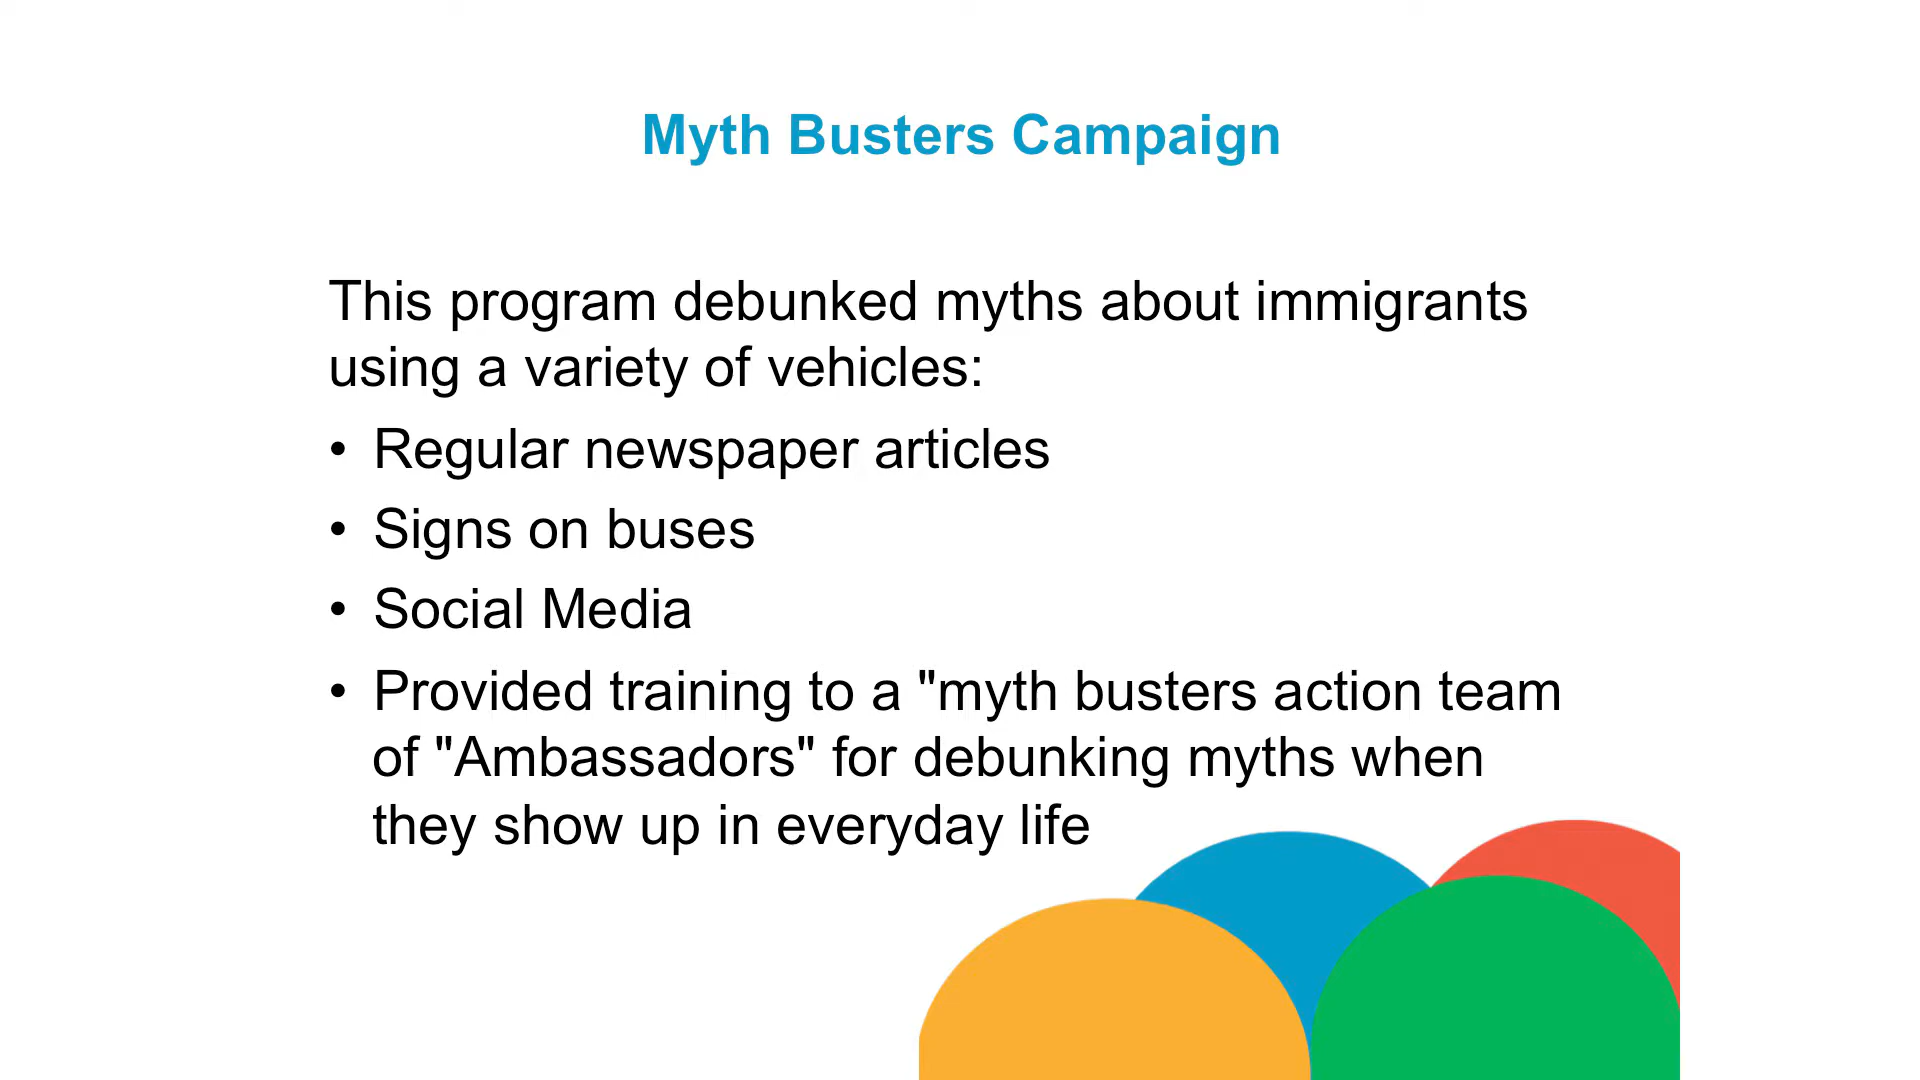 Myth Busters Campaign
This program debunked myths about immigrants
using a variety of vehicles:
• Regular newspaper articles
• Signs on buses
• Social Media
• Provided training to a "myth busters action team
of "Ambassadors" for debunking myths when
they show up in everyday life